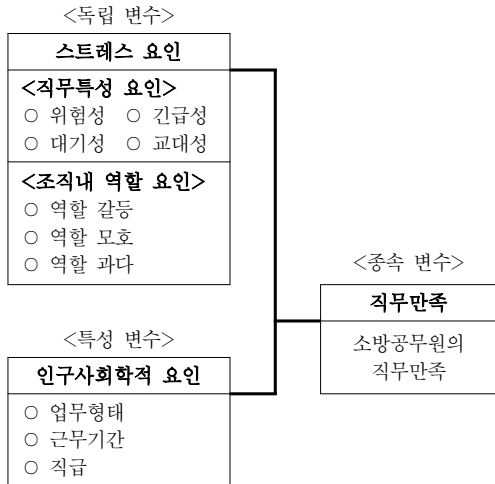 <독립 변수>
스트레스 요인
<직무특성 요인>
○ 위험성 ○ 긴급성
○ 대기성 ○ 교대성
<조직내 역할 요인>
○ 역할 갈등
○ 역할 모호
○ 역할 과다
<종속 변수>
직무만족
소방공무원의
직무만족
<특성 변수>
인구사회학적 요인
○ 업무형태
○ 근무기간
○ 직급